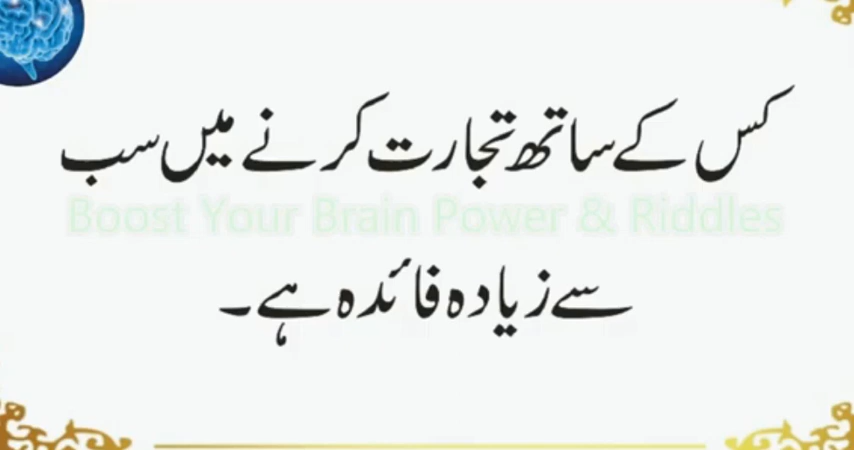 کس کے ساتھ تجارت کرنے میں سب
Boost Your Brain Power & Riddles
سے زیادہ فائدہ ہے۔